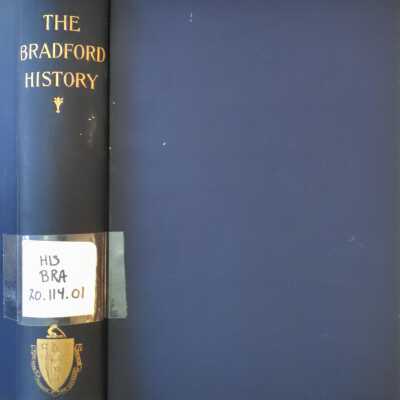 THE
BRADFORD
HISTORY
HIS
BRA
20.114.01